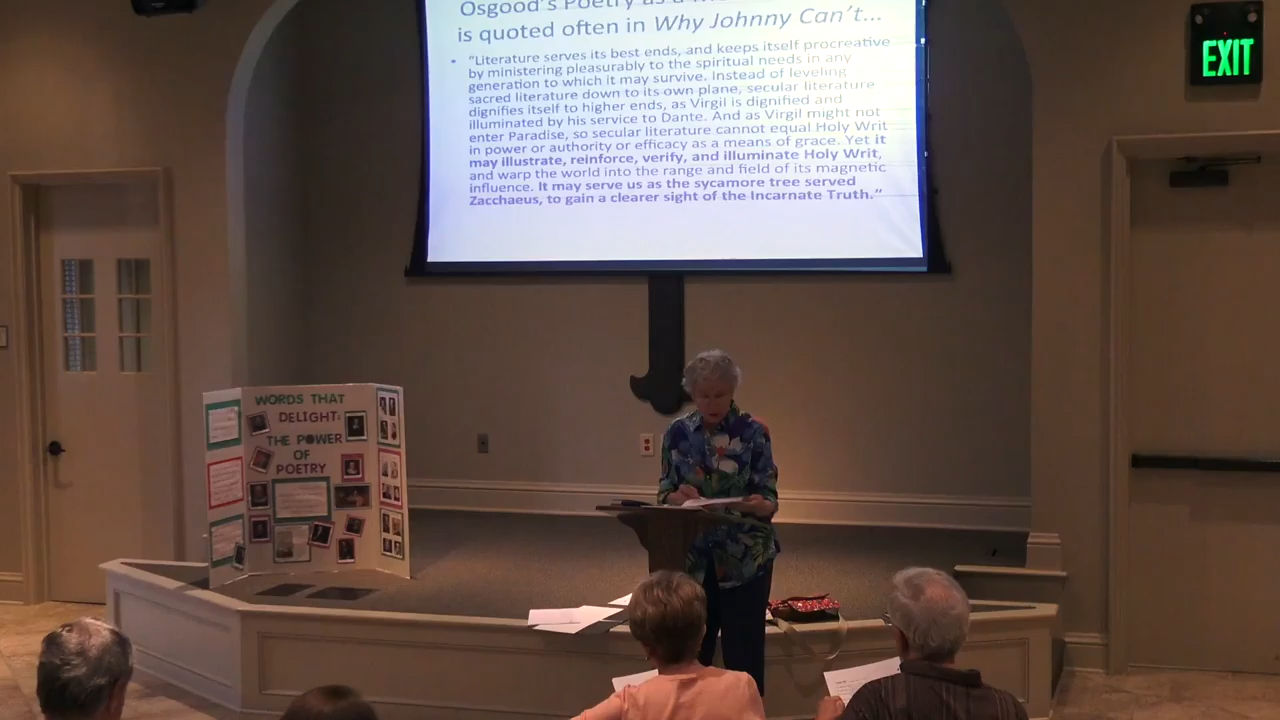 Osgood's Poetry as a
is quoted often in Why Johnny Can't...
• "Literature serves its best ends, and keeps itself procreative
by ministering pleasurably to the spiritual needs in any
generation to which it may survive. Instead of leveling
sacred literature down to its own plane, secular literature
dignifies itself to higher ends, as Virgil is dignified and
illuminated by his service to Dante. And as Virgil might not
enter Paradise, so secular literature cannot equal Holy Writ
in power or authority or efficacy as a means of grace. Yet it
may illustrate, reinforce, verify, and illuminate Holy Writ,
and warp the world into the range and field of its magnetic
influence. It may serve us as the sycamore tree served
Zacchaeus, to gain a clearer sight of the Incarnate Truth."
EXIT
WORDS THAT
DELIGHT:
THE POWER
OF
POETRY